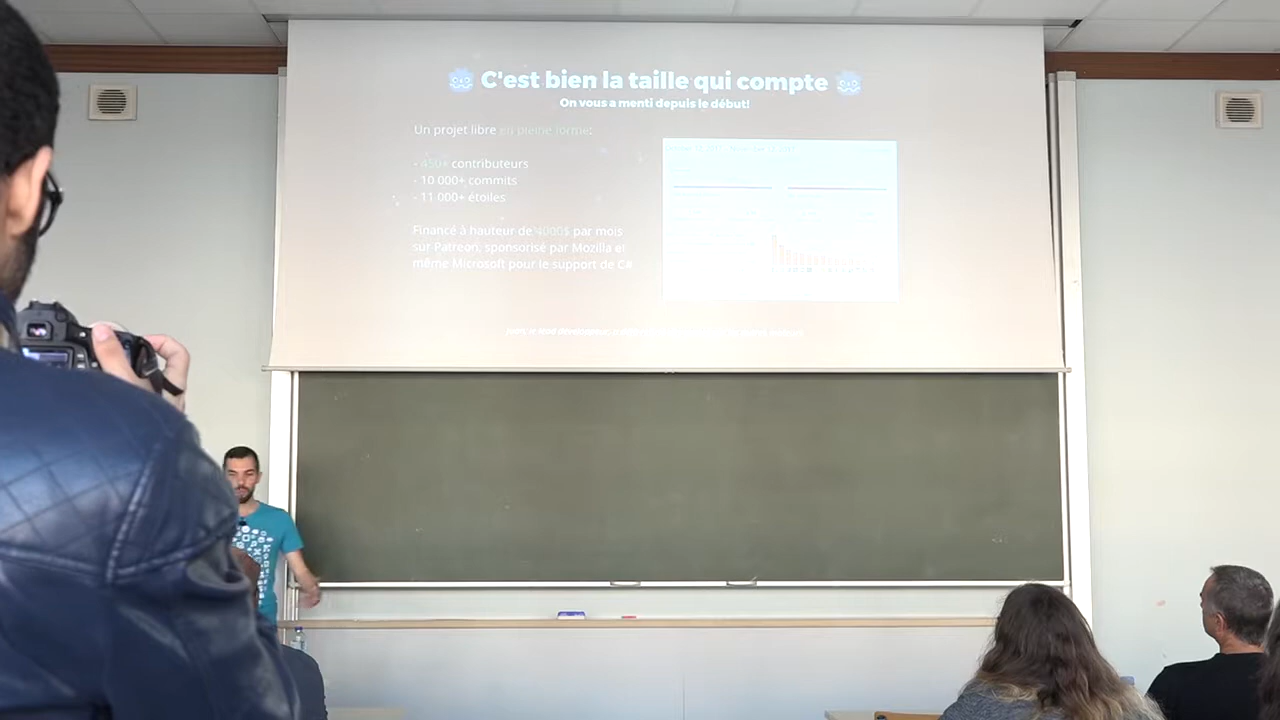 C'est bien la taille qui compte
On vous a menti depuis le début!
Un projet libre en pleine forme:
- 450+ contributeurs
- 10 000+ commits
- 11 000+ étoiles
Financé à hauteur de 4000$ par mois
sur Patreon, sponsorisé par Mozilla et
même Microsoft pour le support de C#